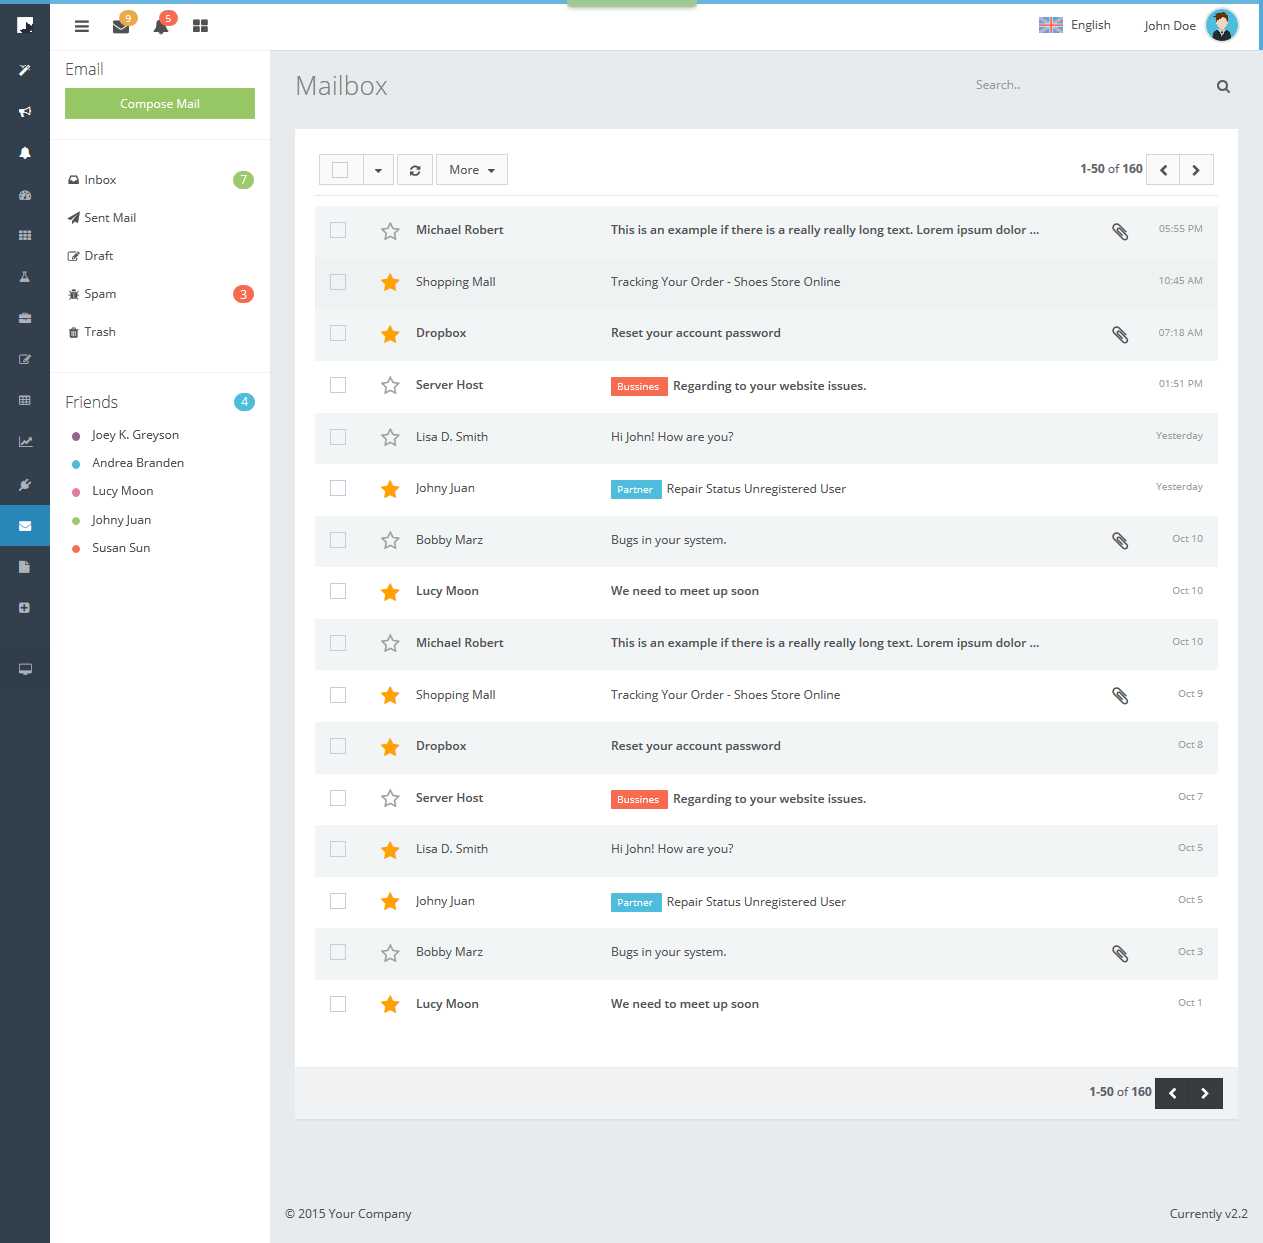 9
5
English
John Doe
Email
Compose Mail
Inbox 7
Sent Mail
Draft
Spam 3
Trash
Friends 4
Joey K. Greyson
Andrea Branden
Lucy Moon
Johny Juan
Susan Sun
Mailbox
Search..
More
1-50 of 160
Michael Robert This is an example if there is a really really long text. Lorem ipsum dolor ... 05:55 PM
Shopping Mall Tracking Your Order - Shoes Store Online 10:45 AM
Dropbox Reset your account password 07:18 AM
Server Host Bussines Regarding to your website issues. 01:51 PM
Lisa D. Smith Hi John! How are you? Yesterday
Johny Juan Partner Repair Status Unregistered User Yesterday
Bobby Marz Bugs in your system. Oct 10
Lucy Moon We need to meet up soon Oct 10
Michael Robert This is an example if there is a really really long text. Lorem ipsum dolor ... Oct 10
Shopping Mall Tracking Your Order - Shoes Store Online Oct 9
Dropbox Reset your account password Oct 8
Server Host Bussines Regarding to your website issues. Oct 7
Lisa D. Smith Hi John! How are you? Oct 5
Johny Juan Partner Repair Status Unregistered User Oct 5
Bobby Marz Bugs in your system. Oct 3
Lucy Moon We need to meet up soon Oct 1
1-50 of 160
© 2015 Your Company
Currently v2.2